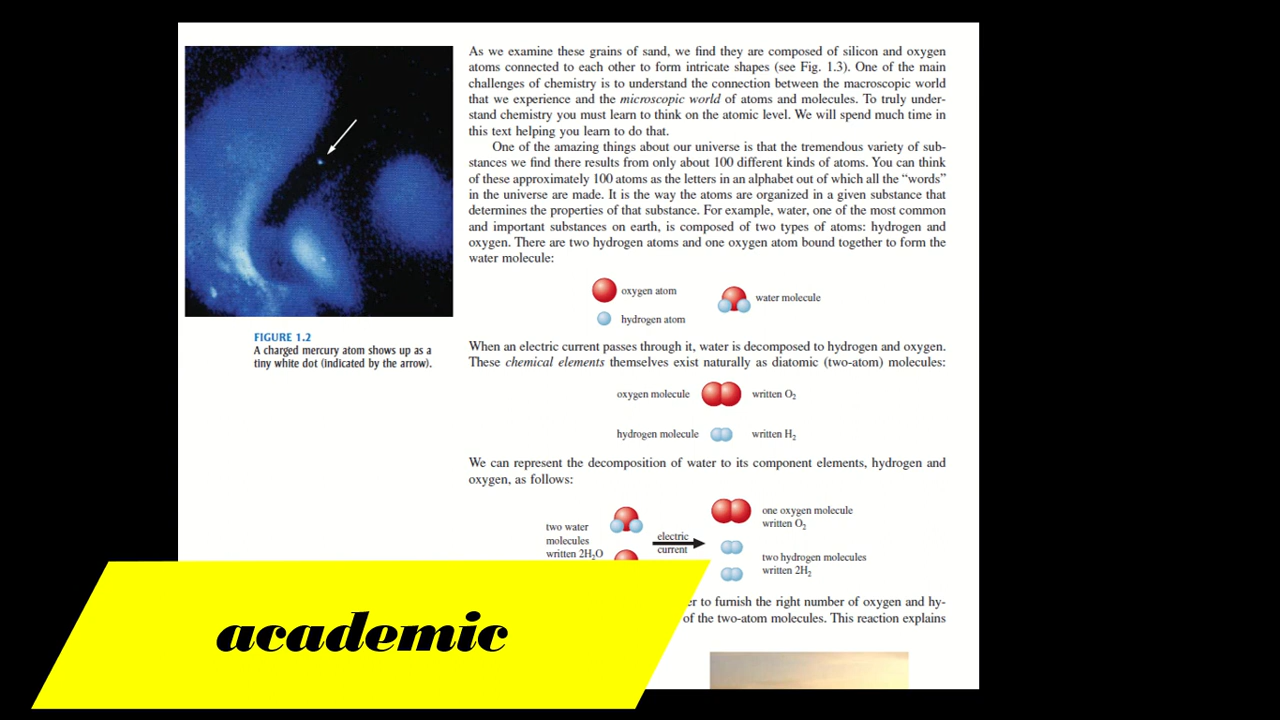 As we examine these grains of sand, we find they are composed of silicon and oxygen
atoms connected to each other to form intricate shapes (see Fig. 1.3). One of the main
challenges of chemistry is to understand the connection between the macroscopic world
that we experience and the microscopic world of atoms and molecules. To truly under-
stand chemistry you must learn to think on the atomic level. We will spend much time in
this text helping you learn to do that.
One of the amazing things about our universe is that the tremendous variety of sub-
stances we find there results from only about 100 different kinds of atoms. You can think
of these approximately 100 atoms as the letters in an alphabet out of which all the “words”
in the universe are made. It is the way the atoms are organized in a given substance that
determines the properties of that substance. For example, water, one of the most common
and important substances on earth, is composed of two types of atoms: hydrogen and
oxygen. There are two hydrogen atoms and one oxygen atom bound together to form the
water molecule:
oxygen atom
water molecule
hydrogen atom
FIGURE 1.2
A charged mercury atom shows up as a
tiny white dot (indicated by the arrow).
When an electric current passes through it, water is decomposed to hydrogen and oxygen.
These chemical elements themselves exist naturally as diatomic (two-atom) molecules:
oxygen molecule written O₂
hydrogen molecule written H₂
We can represent the decomposition of water to its component elements, hydrogen and
oxygen, as follows:
two water
molecules
written 2H₂O
electric
current
one oxygen molecule
written O₂
two hydrogen molecules
written 2H₂
to furnish the right number of oxygen and hy-
of the two-atom molecules. This reaction explains
academic